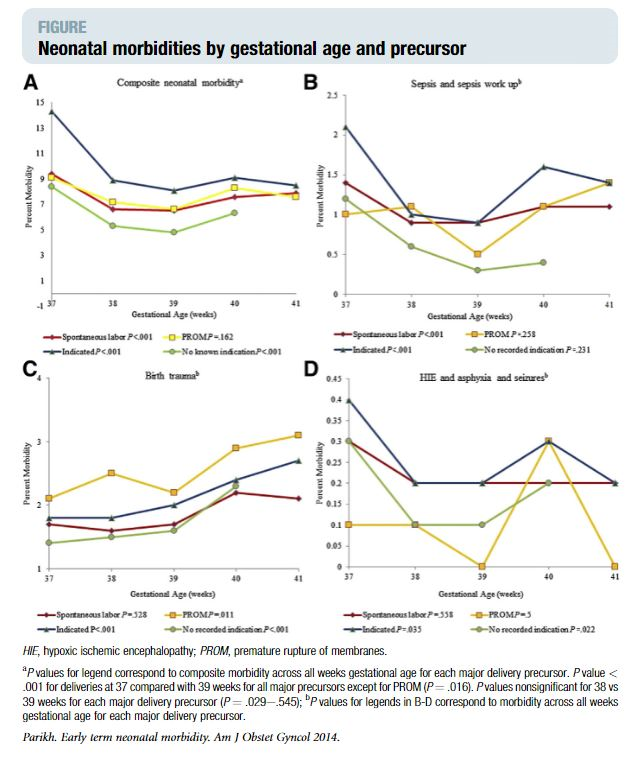 FIGURE
Neonatal morbidities by gestational age and precursor
A
Composite neonatal morbidityᵃ
15
13
11
9
7
5
3
1
-1
Percent Morbidity
37 38 39 40 41
Gestational Age (weeks)
Spontaneous labor P<.001 PROM P=.162
Indicated P<.001 No known indication P<.001
B
Sepsis and sepsis work upᵇ
2.5
2
1.5
1
0.5
0
Percent Morbidity
37 38 39 40 41
Gestational Age (weeks)
Spontaneous labor P<.001 PROM P=.258
Indicated P<.001 No recorded indication P=.231
C
Birth traumaᵇ
4
3
2
1
Percent Morbidity
37 38 39 40 41
Gestational Age (weeks)
Spontaneous labor P=.528 PROM P=.011
Indicated P<.001 No recorded indication P<.001
D
HIE and asphyxia and seizuresᵇ
0.45
0.4
0.35
0.3
0.25
0.2
0.15
0.1
0.05
0
Percent Morbidity
37 38 39 40 41
Gestational Age (weeks)
Spontaneous labor P=.558 PROM P=.5
Indicated P=.035 No recorded indication P=.022
HIE, hypoxic ischemic encephalopathy; PROM, premature rupture of membranes.
ᵃP values for legend correspond to composite morbidity across all weeks gestational age for each major delivery precursor. P value <
.001 for deliveries at 37 compared with 39 weeks for all major precursors except for PROM (P = .016). P values nonsignificant for 38 vs
39 weeks for each major delivery precursor (P = .029–.545); ᵇP values for legends in B-D correspond to morbidity across all weeks
gestational age for each major delivery precursor.
Parikh. Early term neonatal morbidity. Am J Obstet Gyncol 2014.